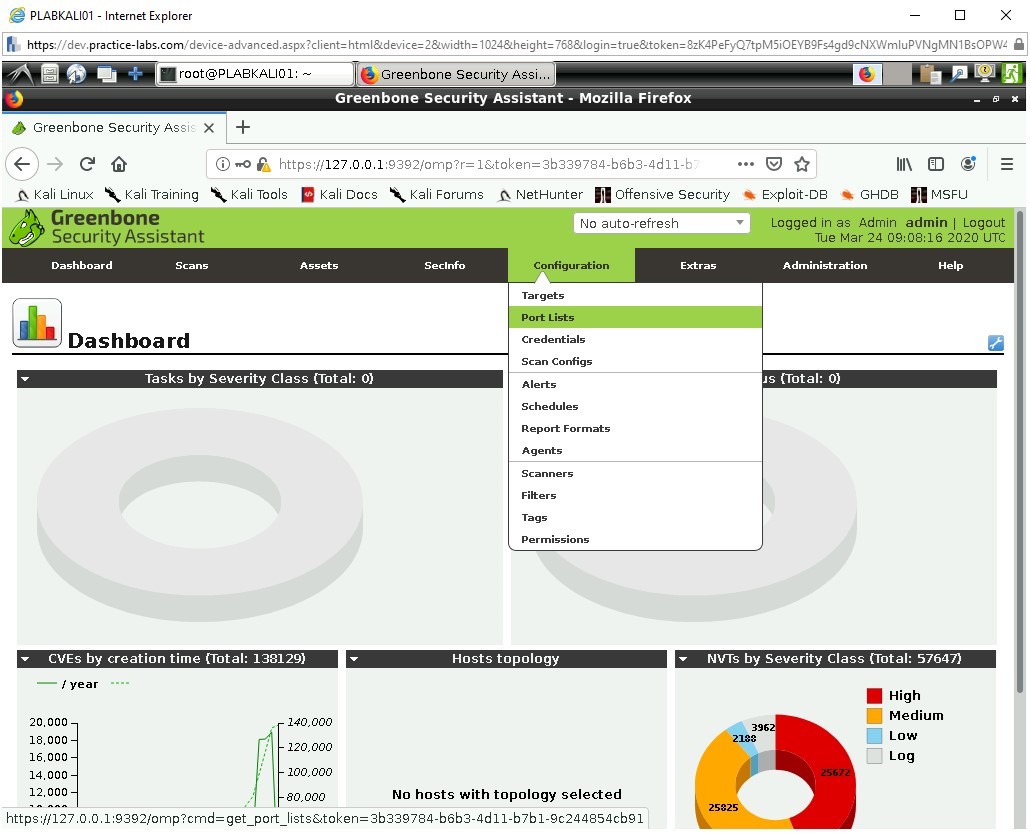 PLABKALI01 - Internet Explorer
https://dev.practice-labs.com/device-advanced.aspx?client=html&device=2&width=1024&height=768&login=true&token=8zK4PeFyQ7tpM5iOEYB9Fs4gd9cNXWmIuPVNgMN1BsOPW4
root@PLABKALI01: ~
Greenbone Security Assi...
Greenbone Security Assistant - Mozilla Firefox
Greenbone Security Assis
https://127.0.0.1:9392/omp?r=1&token=3b339784-b6b3-4d11-b7
Kali Linux Kali Training Kali Tools Kali Docs Kali Forums NetHunter Offensive Security Exploit-DB GHDB MSFU
Greenbone
Security Assistant
No auto-refresh
Logged in as Admin admin | Logout
Tue Mar 24 09:08:16 2020 UTC
Dashboard Scans Assets SecInfo Configuration Extras Administration Help
Targets
Port Lists
Credentials
Scan Configs
Alerts
Schedules
Report Formats
Agents
Scanners
Filters
Tags
Permissions
Dashboard
Tasks by Severity Class (Total: 0)
us (Total: 0)
CVEs by creation time (Total: 138129)
/ year
20,000
18,000
16,000
14,000
12,000
140,000
120,000
100,000
80,000
Hosts topology
No hosts with topology selected
NVTs by Severity Class (Total: 57647)
High
Medium
Low
Log
3962
2188
25672
25825
https://127.0.0.1:9392/omp?cmd=get_port_lists&token=3b339784-b6b3-4d11-b7b1-9c244854cb91